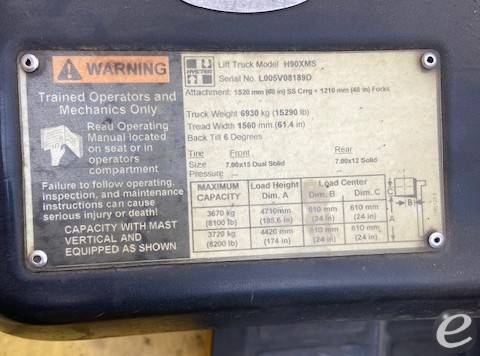 WARNING
Trained Operators and
Mechanics Only
Read Operating
Manual located
on seat or in
operators
compartment
Failure to follow operating,
inspection, and maintenance
instructions can cause
serious injury or death!
CAPACITY WITH MAST
VERTICAL AND
EQUIPPED AS SHOWN
HYSTER
Lift Truck Model H90XMS
Serial No. L005V08189D
Attachment: 1520 mm (60 in) SS Crrg + 1210 mm (48 in) Forks
Truck Weight 6930 kg (15290 lb)
Tread Width 1560 mm (61.4 in)
Back Tilt 6 Degrees
Tire Front Rear
Size 7.00x15 Dual Solid 7.00x12 Solid
Pressure --- ---
MAXIMUM CAPACITY Load Height Dim. A Load Center Dim. B Dim. C
3670 kg (8100 lb) 4710mm (185.6 in) 610 mm (24 in) 610 mm (24 in)
3720 kg (8200 lb) 4420 mm (174 in) 610 mm (24 in) 610 mm (24 in)
C
B
A
8equip